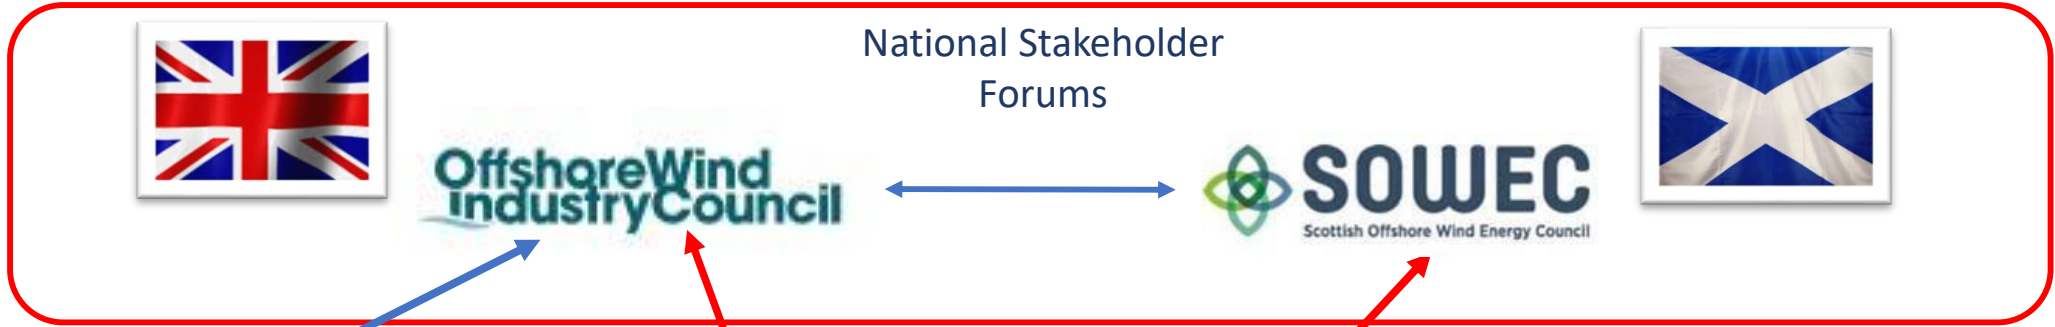 National Stakeholder
Forums
OffshoreWind
IndustryCouncil
SOWEC
Scottish Offshore Wind Energy Council